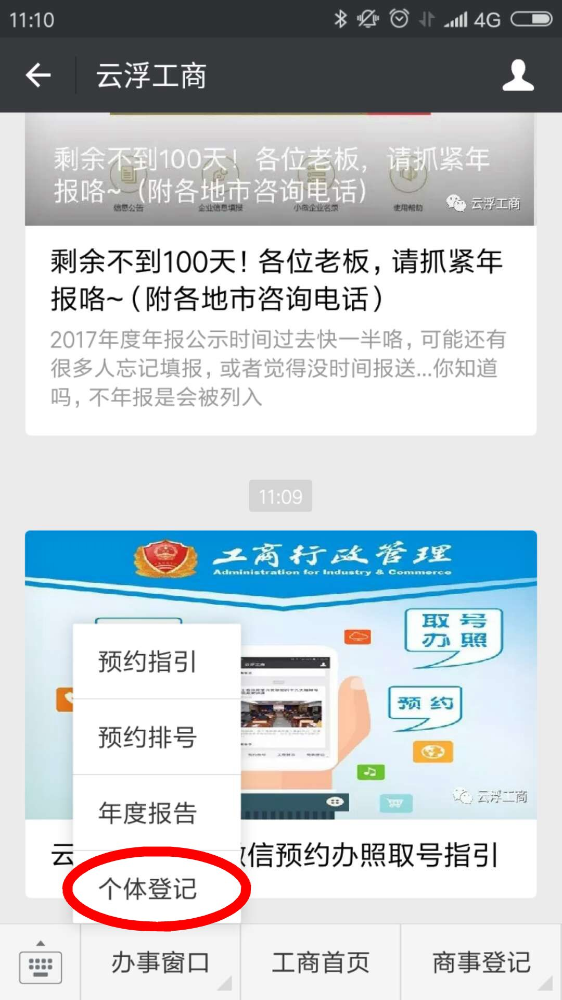 11:10
4G
云浮工商
剩余不到100天！各位老板，请抓紧年
报咯~（附各地市咨询电话）
信息公告 企业信息填报 小微企业名录 使用帮助
云浮工商
剩余不到100天！各位老板，请抓紧年
报咯~（附各地市咨询电话）
2017年度年报公示时间过去快一半咯，可能还有
很多人忘记填报，或者觉得没时间报送...你知道
吗，不年报是会被列入
11:09
工商行政管理
Administration for Industry & Commerce
取号
办照
预约
云浮工商
云浮工商
预约指引
预约排号
年度报告
个体登记
云
信预约办照取号指引
办事窗口
工商首页
商事登记